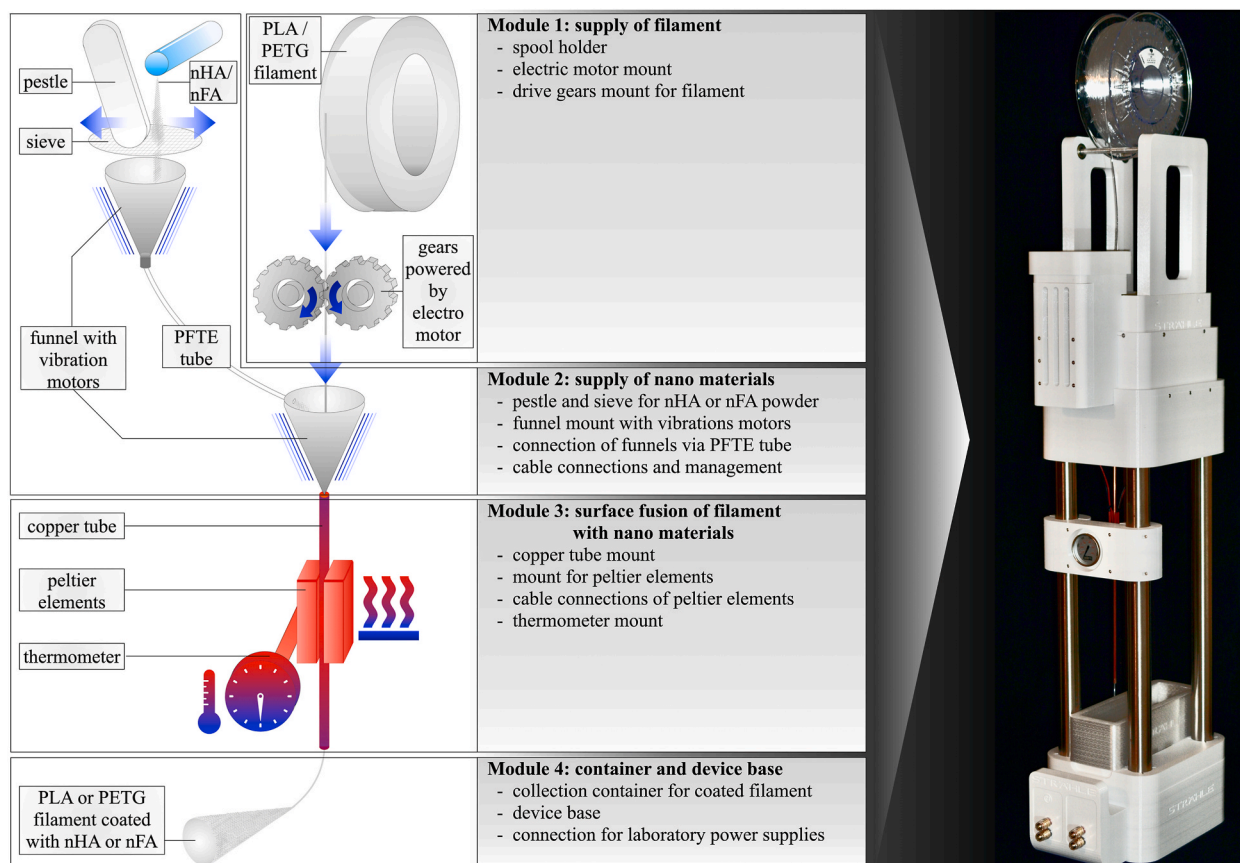 pestle
nHA/
nFA
sieve
funnel with
vibration
motors
PFTE
tube
PLA /
PETG
filament
gears
powered
by
electro
motor
Module 1: supply of filament
- spool holder
- electric motor mount
- drive gears mount for filament
Module 2: supply of nano materials
- pestle and sieve for nHA or nFA powder
- funnel mount with vibrations motors
- connection of funnels via PFTE tube
- cable connections and management
copper tube
peltier
elements
thermometer
Module 3: surface fusion of filament
with nano materials
- copper tube mount
- mount for peltier elements
- cable connections of peltier elements
- thermometer mount
PLA or PETG
filament coated
with nHA or nFA
Module 4: container and device base
- collection container for coated filament
- device base
- connection for laboratory power supplies
STRAHLE
STRAHLE